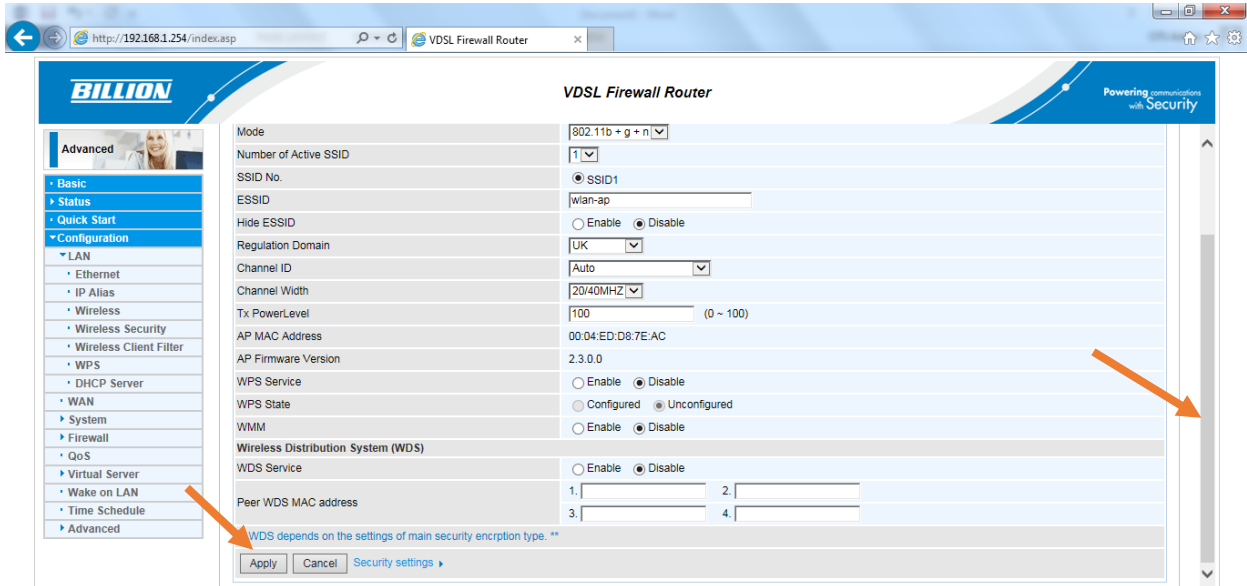 http://192.168.1.254/index.asp
VDSL Firewall Router
BILLION
VDSL Firewall Router
Powering communications
with Security
Advanced
Basic
Status
Quick Start
Configuration
LAN
Ethernet
IP Alias
Wireless
Wireless Security
Wireless Client Filter
WPS
DHCP Server
WAN
System
Firewall
QoS
Virtual Server
Wake on LAN
Time Schedule
Advanced
Mode 802.11b + g + n
Number of Active SSID 1
SSID No. SSID1
ESSID wlan-ap
Hide ESSID Enable Disable
Regulation Domain UK
Channel ID Auto
Channel Width 20/40MHZ
Tx PowerLevel 100 (0 ~ 100)
AP MAC Address 00:04:ED:D8:7E:AC
AP Firmware Version 2.3.0.0
WPS Service Enable Disable
WPS State Configured Unconfigured
WMM Enable Disable
Wireless Distribution System (WDS)
WDS Service Enable Disable
Peer WDS MAC address
1. 2.
3. 4.
WDS depends on the settings of main security encrption type. **
Apply Cancel Security settings